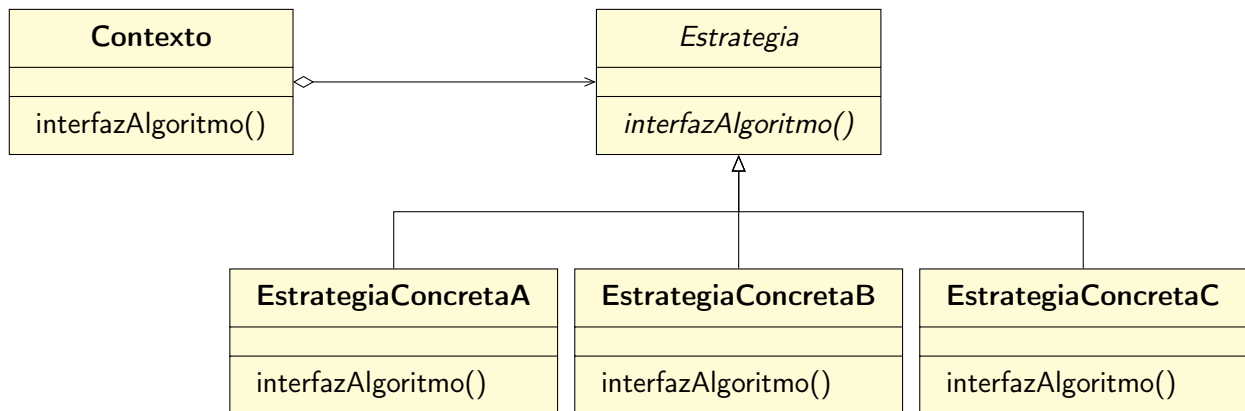 Contexto
interfazAlgoritmo()
Estrategia
interfazAlgoritmo()
EstrategiaConcretaA
interfazAlgoritmo()
EstrategiaConcretaB
interfazAlgoritmo()
EstrategiaConcretaC
interfazAlgoritmo()